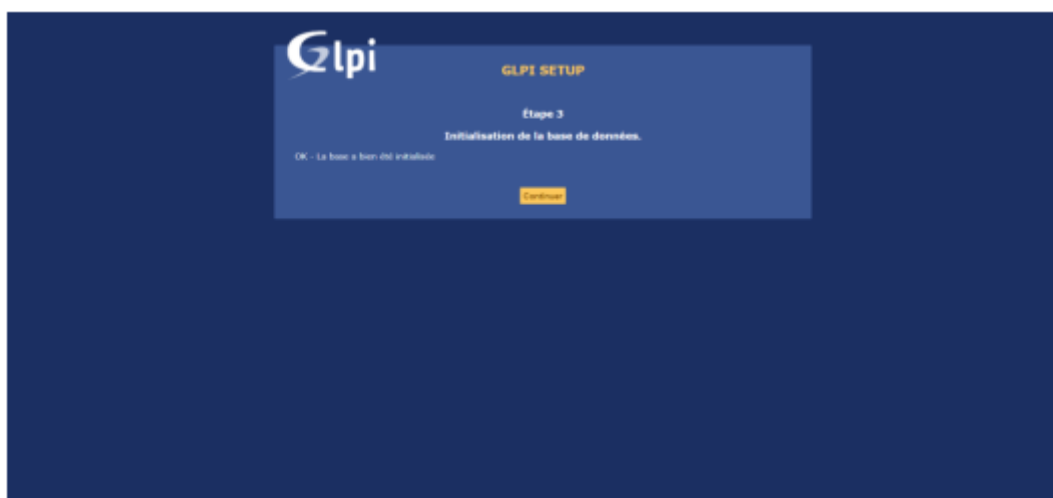 Glpi
GLPI SETUP
Étape 3
Initialisation de la base de données.
OK - La base a bien été initialisée
Continuer